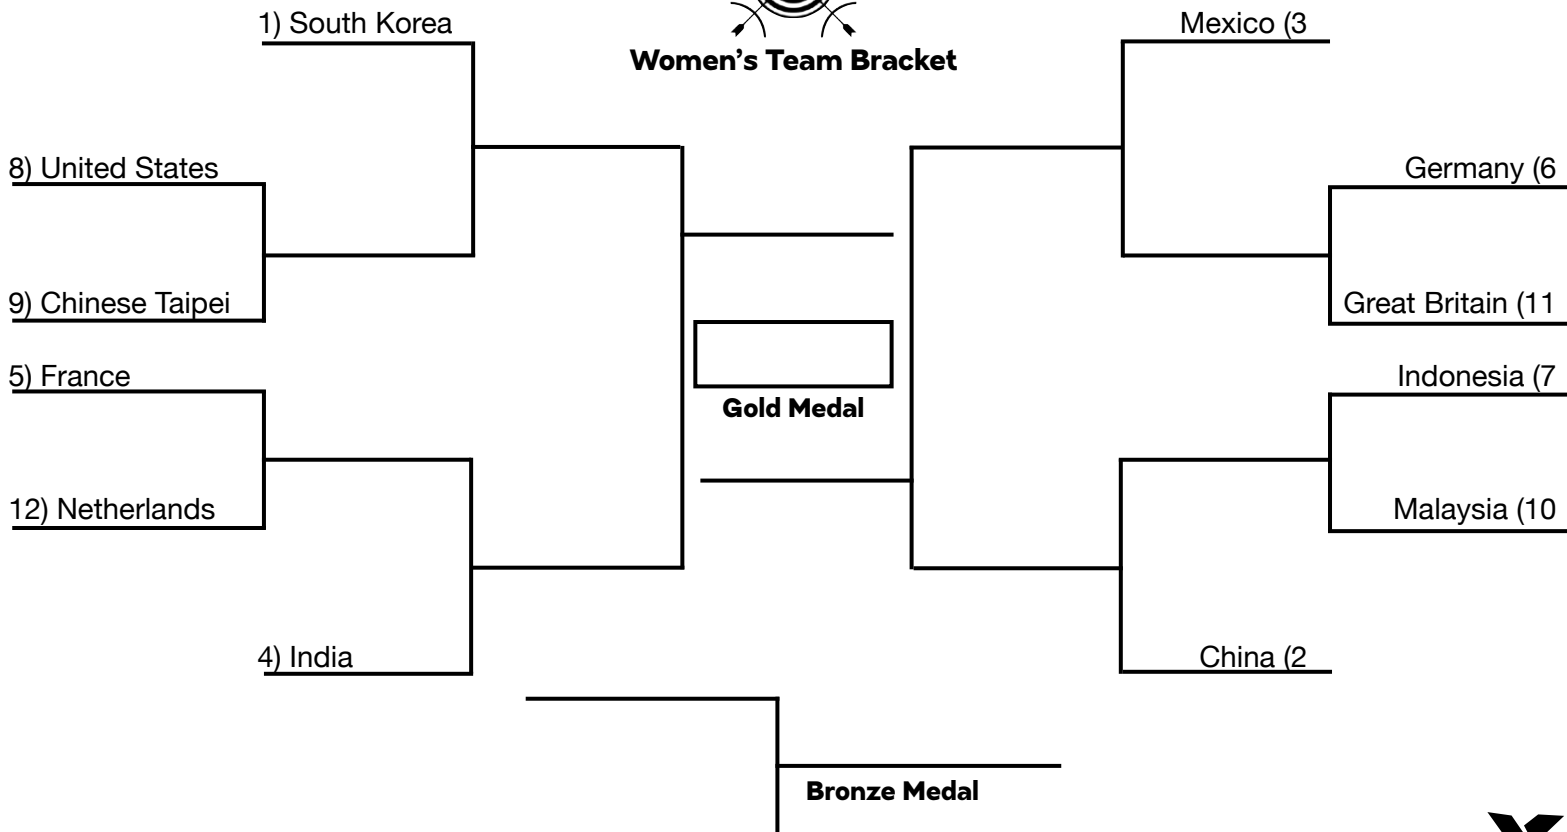 1) South Korea
Mexico (3
Women's Team Bracket
8) United States
Germany (6
9) Chinese Taipei
Great Britain (11
5) France
Indonesia (7
Gold Medal
12) Netherlands
Malaysia (10
4) India
China (2
Bronze Medal